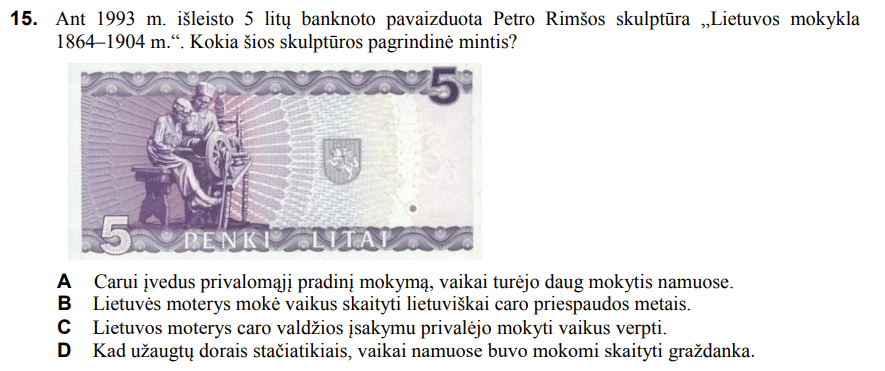 15. Ant 1993 m. išleisto 5 litų banknoto pavaizduota Petro Rimšos skulptūra „Lietuvos mokykla
1864–1904 m.“. Kokia šios skulptūros pagrindinė mintis?
5
5
PENKI LITAI
A Carui įvedus privalomąjį pradinį mokymą, vaikai turėjo daug mokytis namuose.
B Lietuvės moterys mokė vaikus skaityti lietuviškai caro priespaudos metais.
C Lietuvos moterys caro valdžios įsakymu privalėjo mokyti vaikus verpti.
D Kad užaugtų dorais stačiatikiais, vaikai namuose buvo mokomi skaityti graždanka.